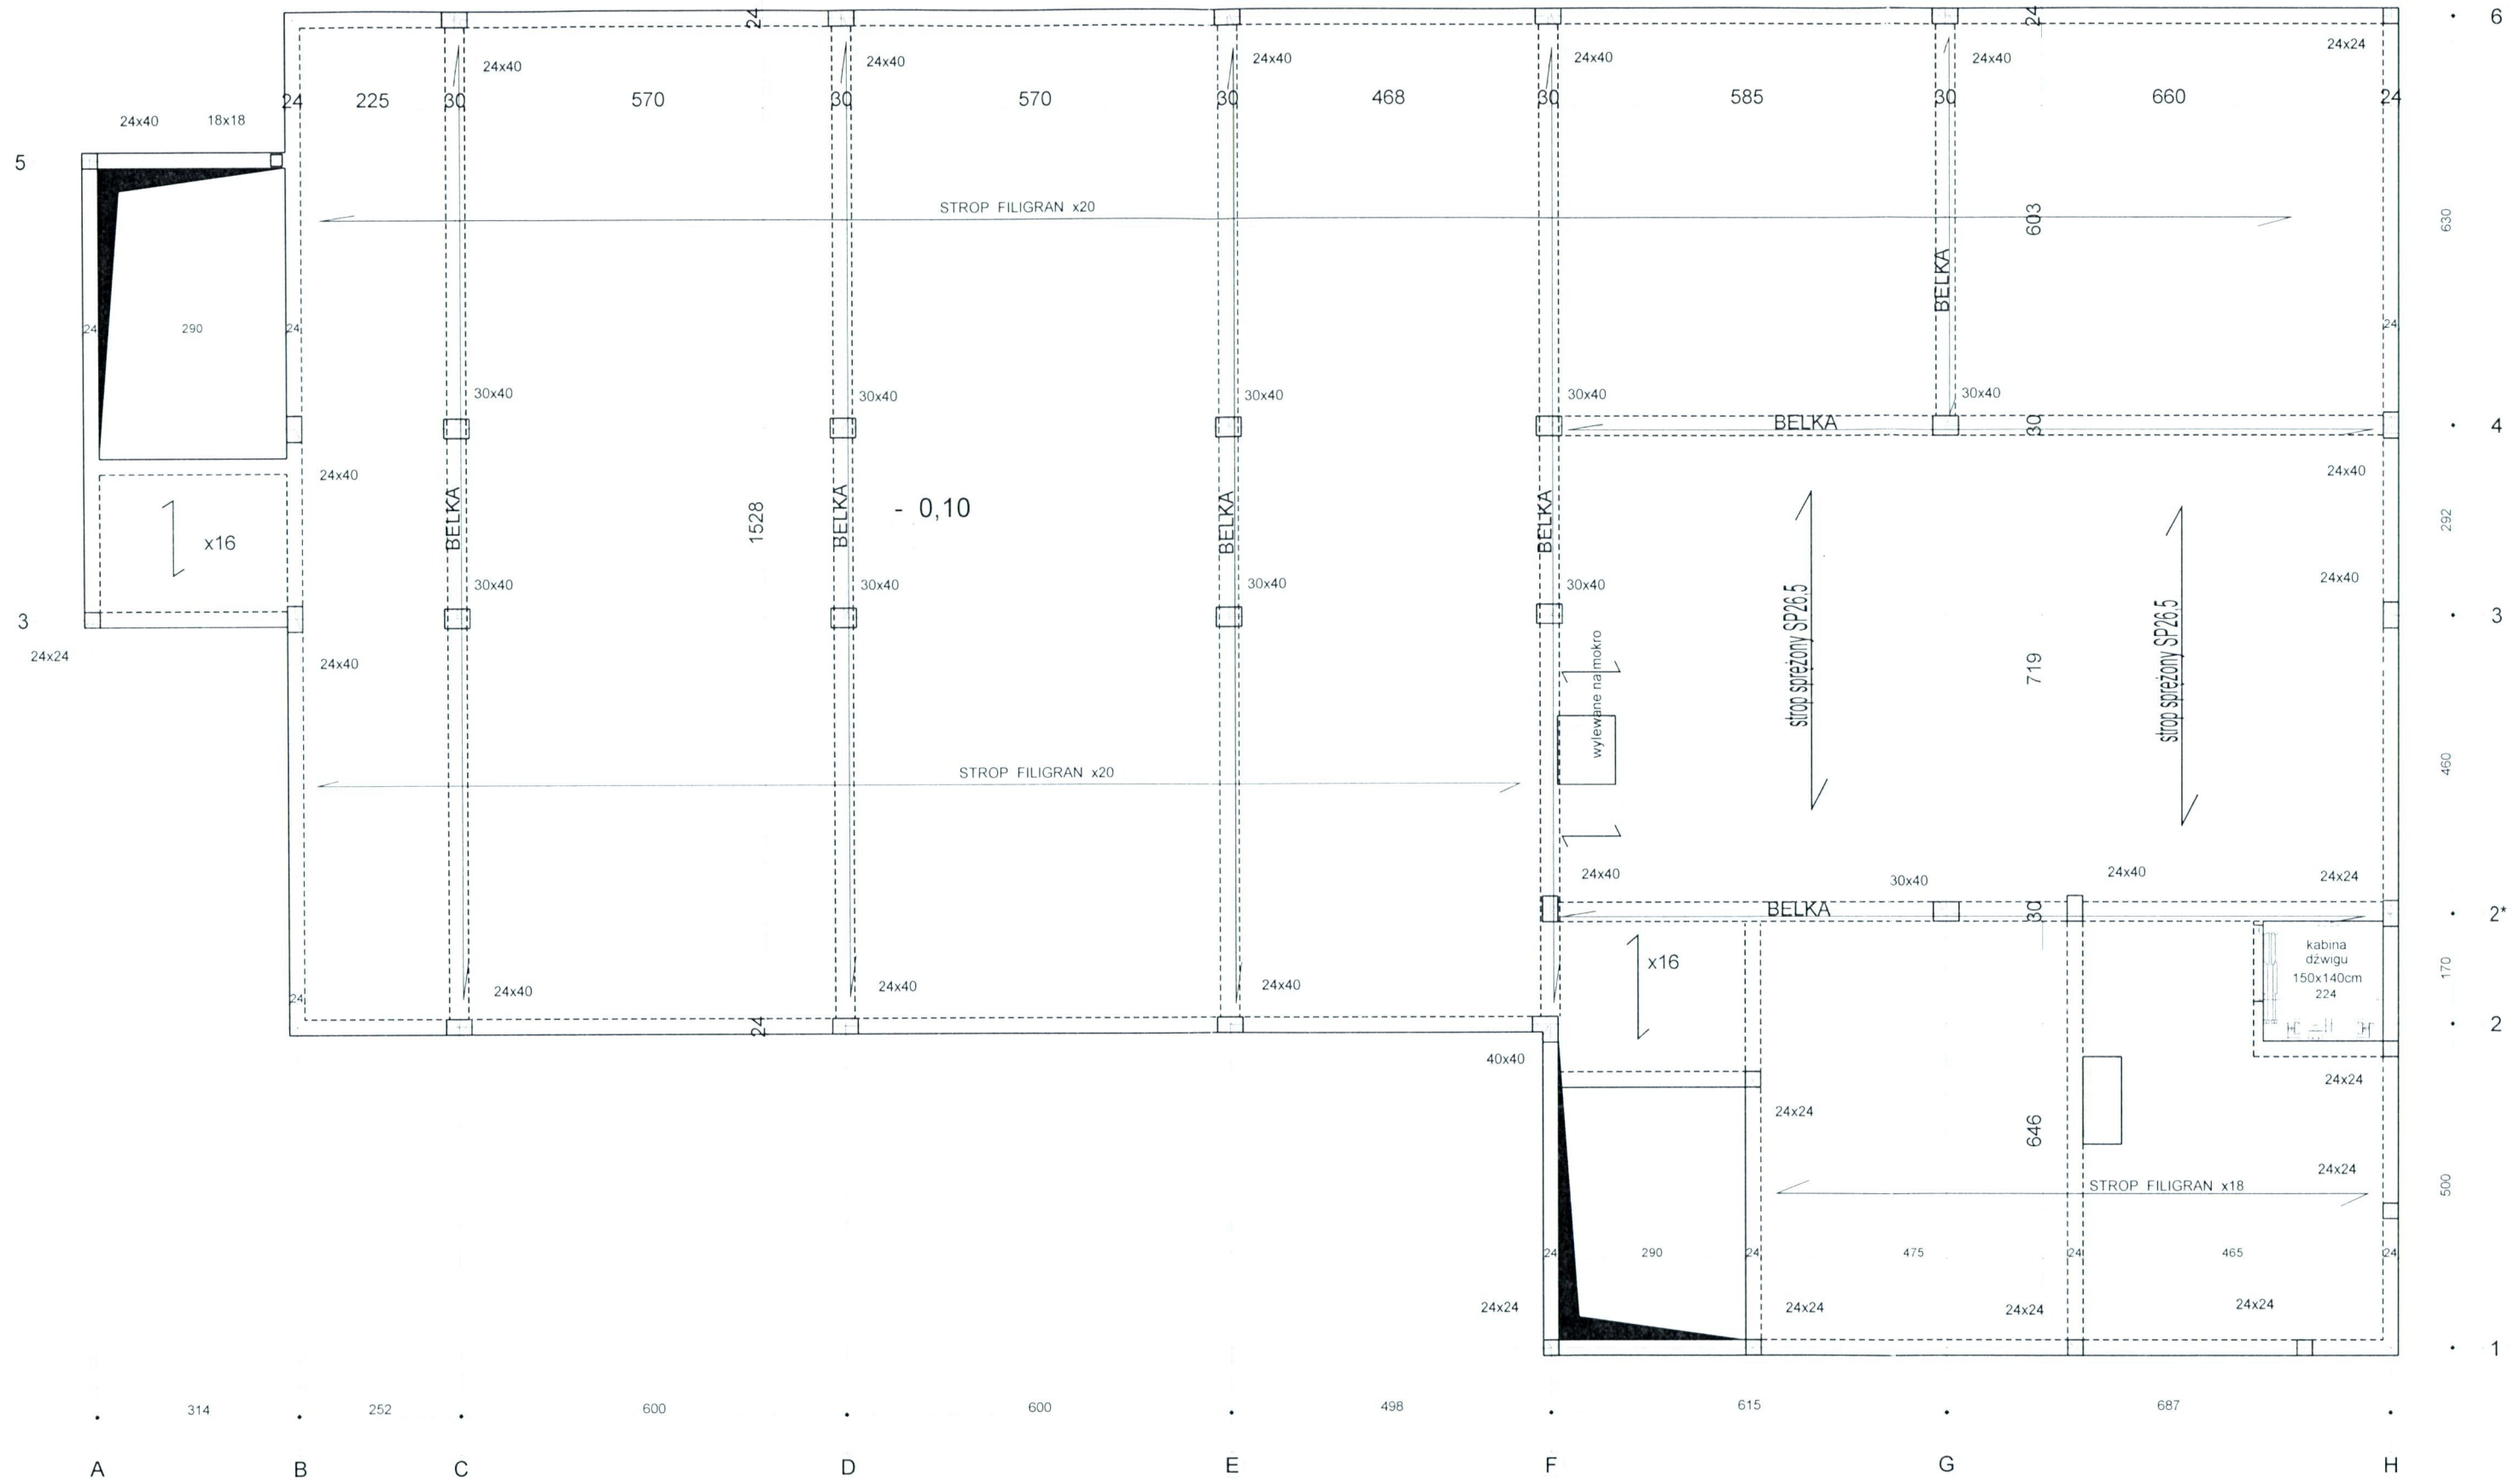 24 6
24x40 24x40 24x40 24x40 24x40 24x24
24 225 30 570 30 570 30 468 30 585 30 660 24
24x40 18x18
5
STROP FILIGRAN x20
603 630
BELKA
24 290 24 24
30x40 30x40 30x40 30x40 30x40
BELKA 30 4
24x40 24x40
BELKA 1528 BELKA - 0,10 BELKA BELKA 292
x16
30x40 30x40 30x40 30x40 24x40
3 3
24x24 24x40
wylewane na mokro
strop sprężony SP26,5 719 strop sprężony SP26,5
STROP FILIGRAN x20 460
24x40 30x40 24x40 24x24
BELKA 30 2*
x16
kabina
dźwigu
150x140cm
224
170
24 24x40 24x40 24x40
24 2
40x40 24x24
24x24 646
24x24
STROP FILIGRAN x18 500
24 290 24 475 24 465 24
24x24 24x24 24x24 24x24
1
314 252 600 600 498 615 687
A B C D E F G H